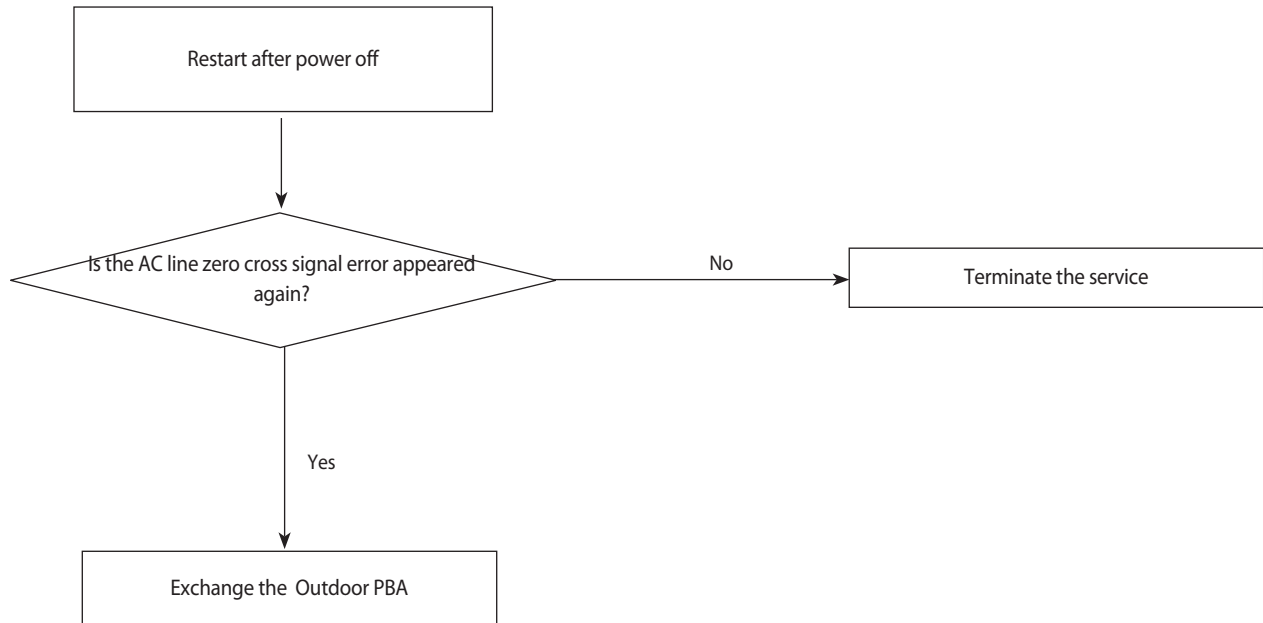 Restart after power off
Is the AC line zero cross signal error appeared
again?
No
Terminate the service
Yes
Exchange the Outdoor PBA